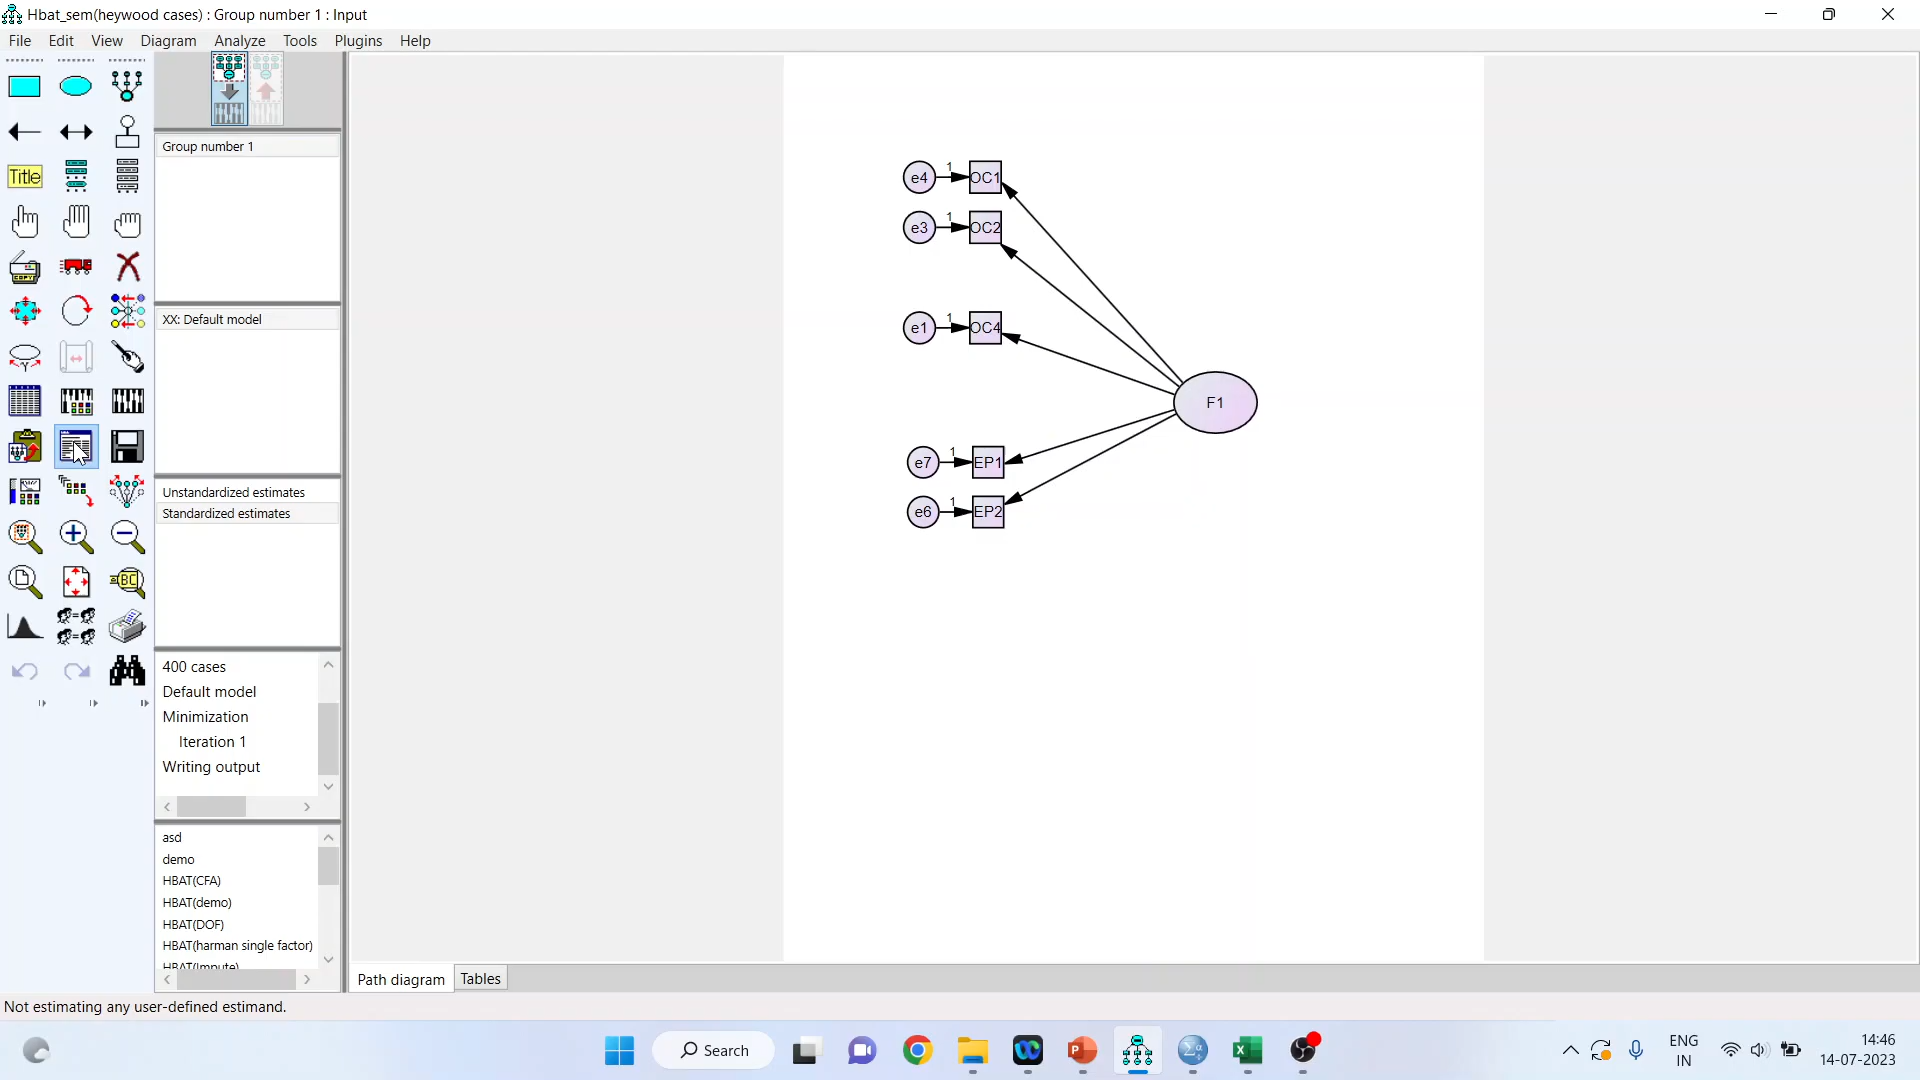 Hbat_sem(heywood cases) : Group number 1 : Input
File Edit View Diagram Analyze Tools Plugins Help
Title
COPY
BC
Group number 1
XX: Default model
Unstandardized estimates
Standardized estimates
400 cases
Default model
Minimization
Iteration 1
Writing output
asd
demo
HBAT(CFA)
HBAT(demo)
HBAT(DOF)
HBAT(harman single factor)
HBAT(Impute)
e4 1 OC1
e3 1 OC2
e1 1 OC4
F1
e7 1 EP1
e6 1 EP2
Path diagram Tables
Not estimating any user-defined estimand.
Search
ENG
IN
14:46
14-07-2023